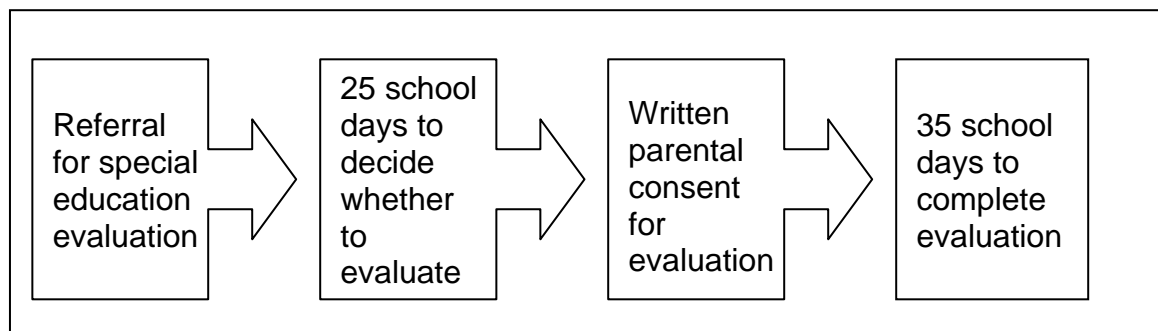 Referral
for special
education
evaluation
25 school
days to
decide
whether
to
evaluate
Written
parental
consent
for
evaluation
35 school
days to
complete
evaluation